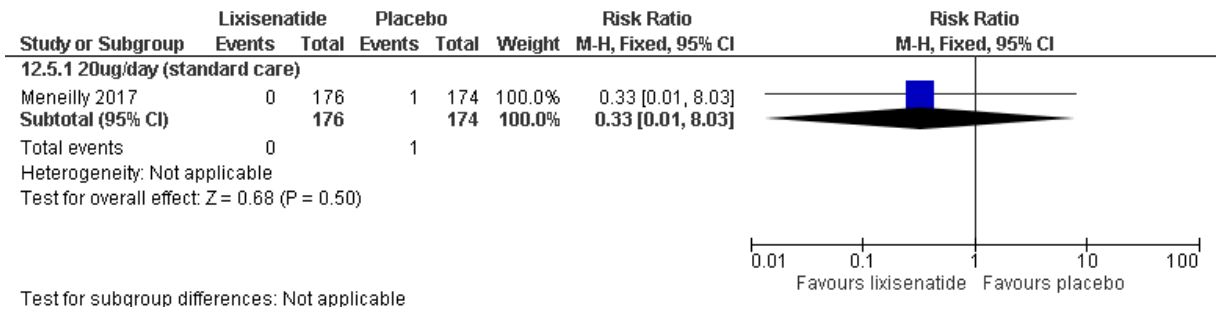 Lixisenatide Placebo Risk Ratio Risk Ratio
Study or Subgroup Events Total Events Total Weight M-H, Fixed, 95% CI M-H, Fixed, 95% CI
12.5.1 20ug/day (standard care)
Meneilly 2017 0 176 1 174 100.0% 0.33 [0.01, 8.03]
Subtotal (95% CI) 176 174 100.0% 0.33 [0.01, 8.03]
Total events 0 1
Heterogeneity: Not applicable
Test for overall effect: Z = 0.68 (P = 0.50)
0.01 0.1 1 10 100
Favours lixisenatide Favours placebo
Test for subgroup differences: Not applicable